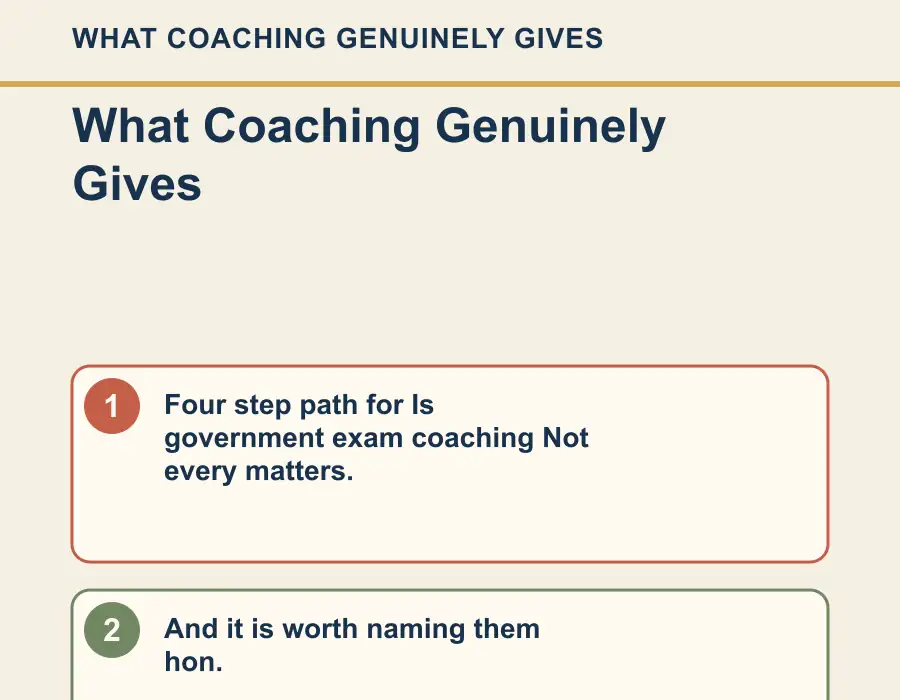 WHAT COACHING GENUINELY GIVES
What Coaching Genuinely
Gives
1
Four step path for Is
government exam coaching Not
every matters.
2
And it is worth naming them
hon.